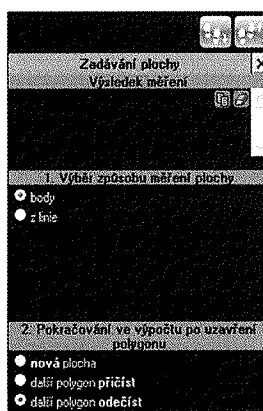 Zadávání plochy
Výsledek měření
1. Výběr způsobu měření plochy
body
z linie
2. Pokračování ve výpočtu po uzavření
polygonu
nová plocha
další polygon přičíst
další polygon odečíst